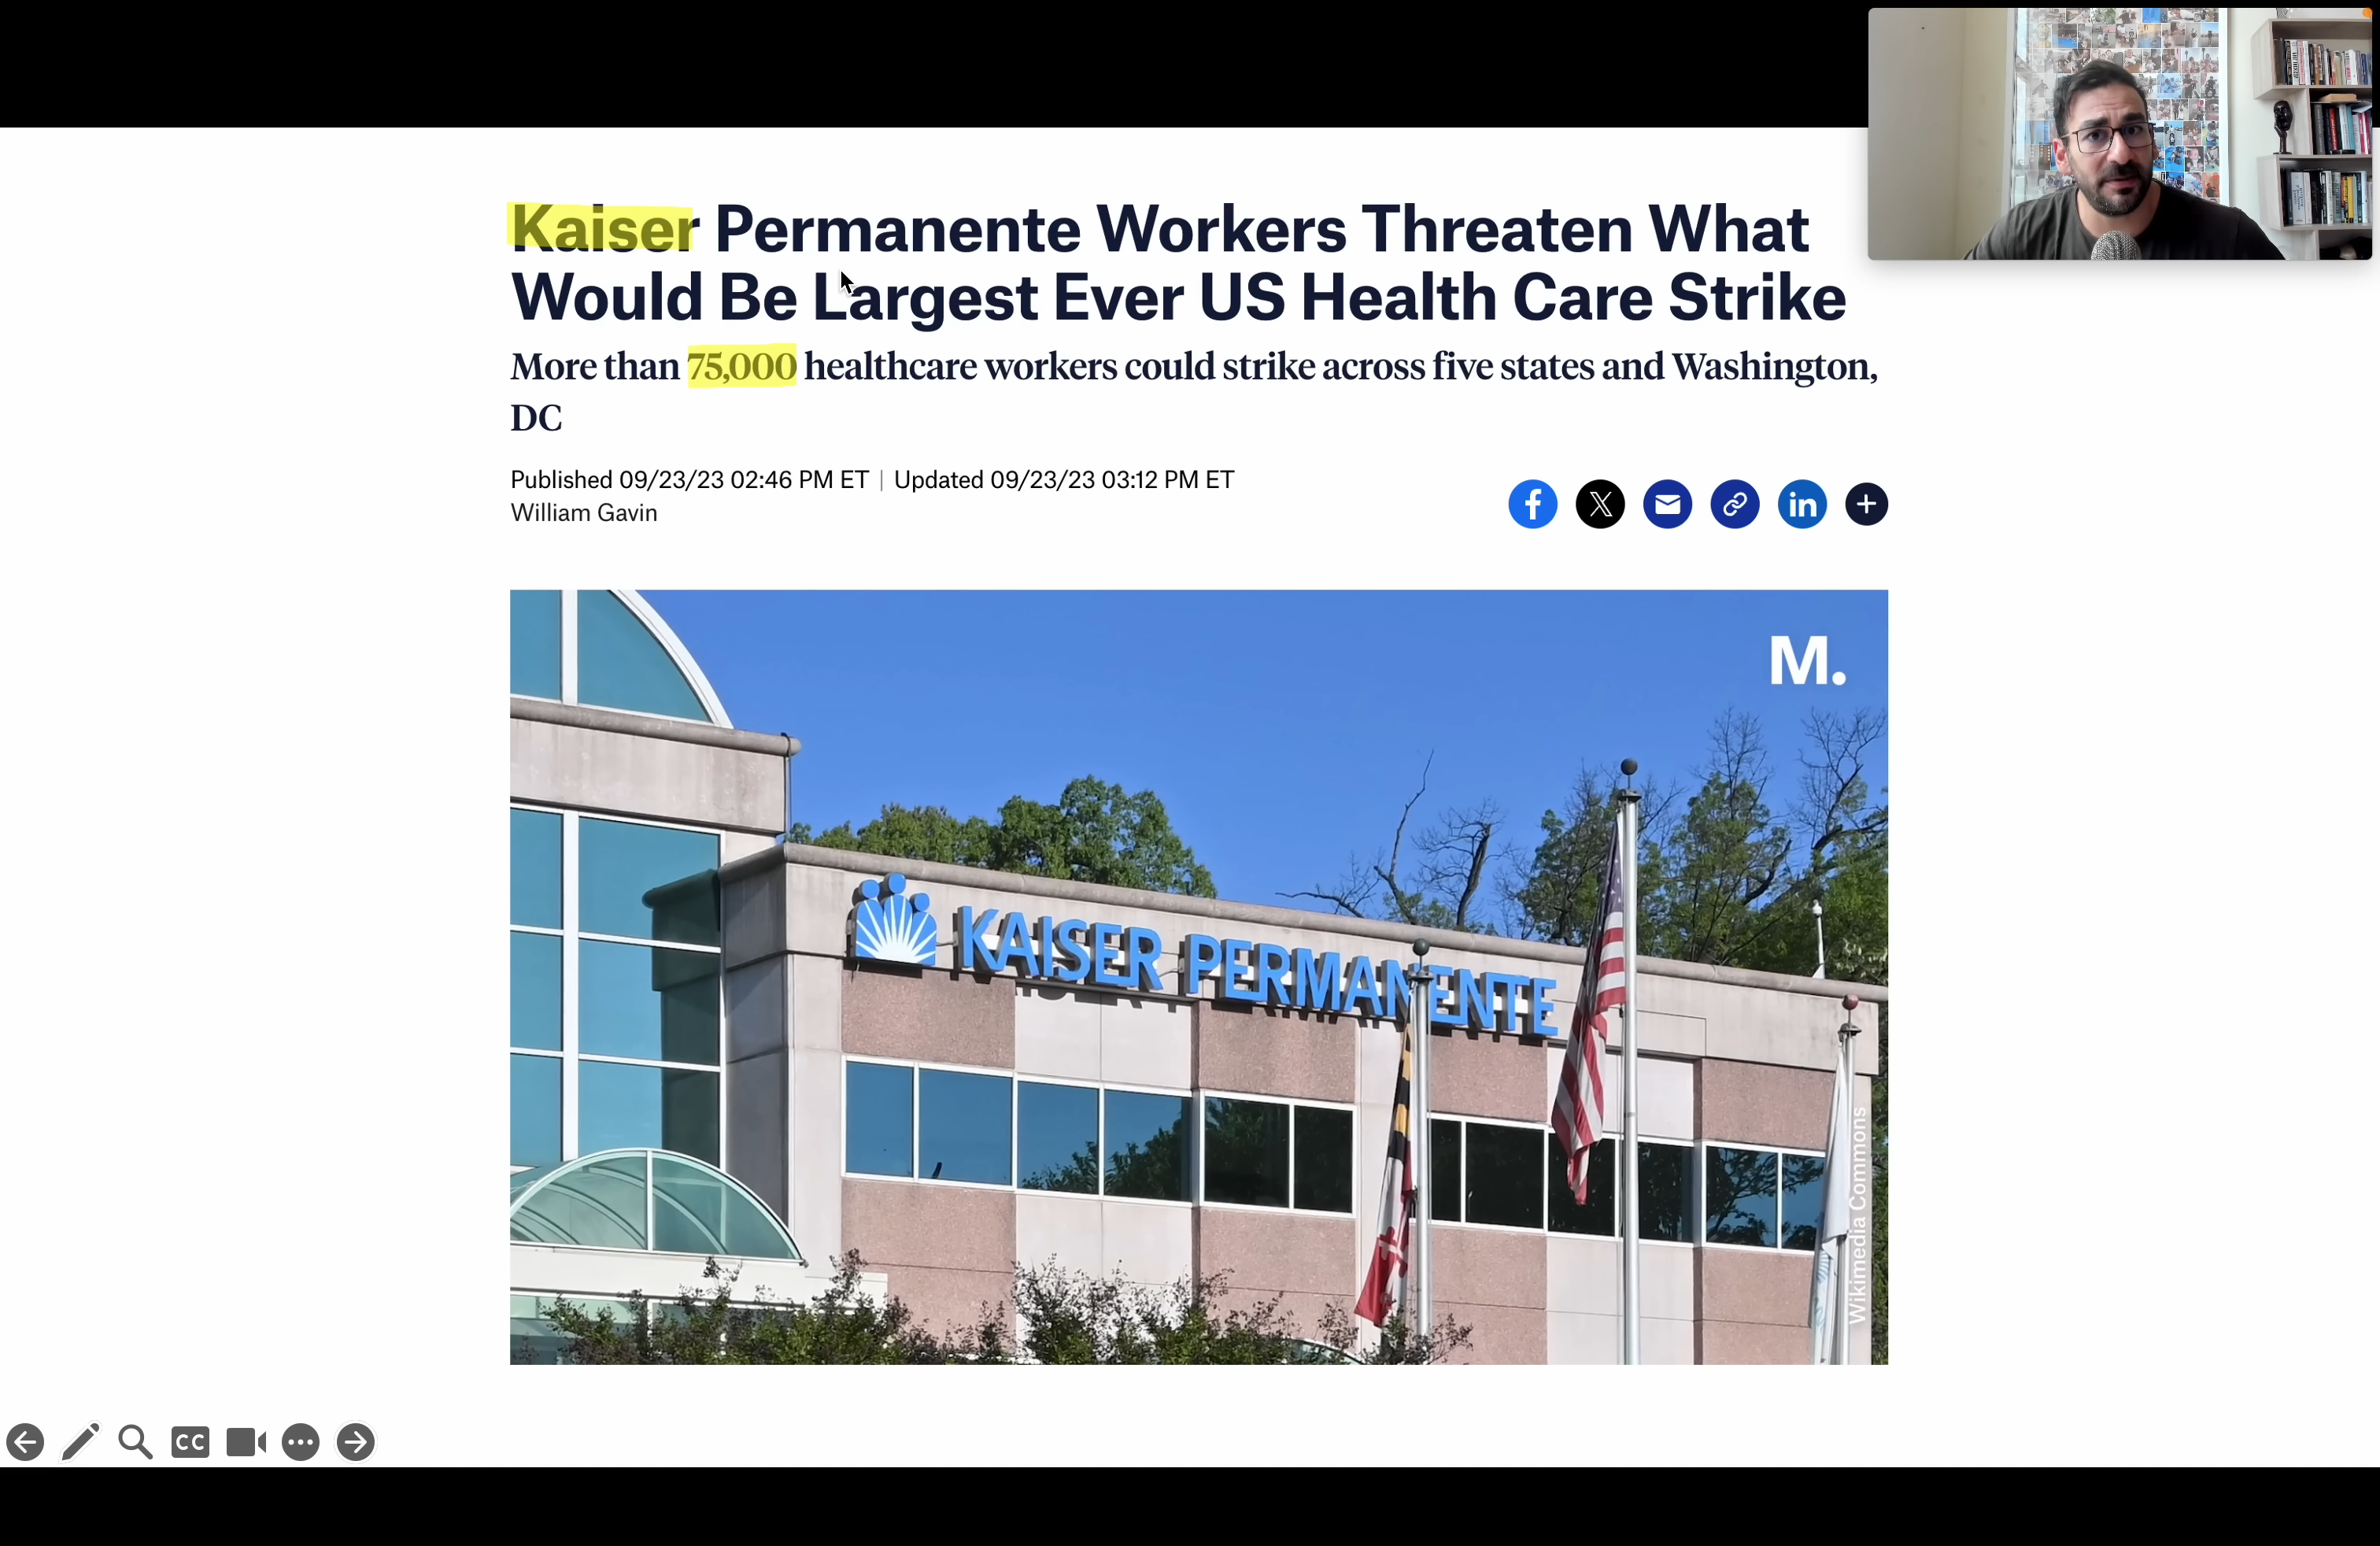 Kaiser Permanente Workers Threaten What
Would Be Largest Ever US Health Care Strike
More than 75,000 healthcare workers could strike across five states and Washington,
DC
Published 09/23/23 02:46 PM ET | Updated 09/23/23 03:12 PM ET
William Gavin
f
X
in
M.
KAISER PERMANENTE
Wikimedia Commons
CC